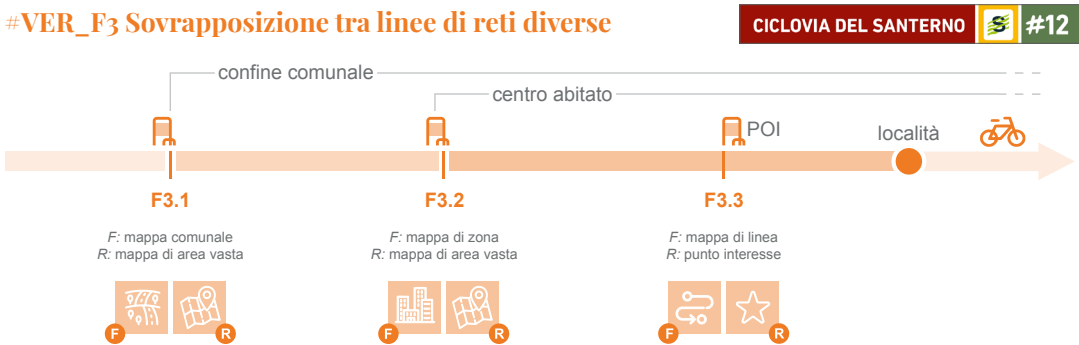 #VER_F3 Sovrapposizione tra linee di reti diverse
CICLOVIA DEL SANTERNO S #12
confine comunale
centro abitato
POI
località
F3.1
F3.2
F3.3
F: mappa comunale
R: mappa di area vasta
F: mappa di zona
R: mappa di area vasta
F: mappa di linea
R: punto interesse
F R
F R
F R